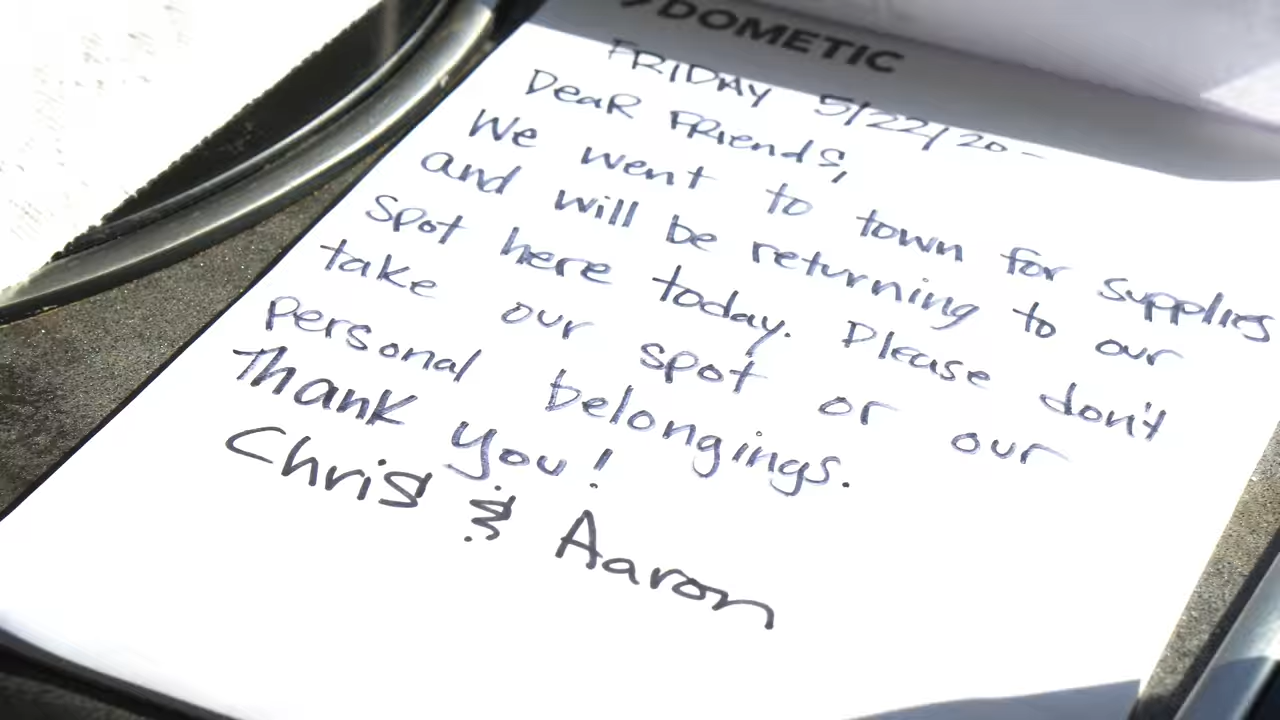 DOMETIC
FRIDAY 5/22/20-
Dear Friends,
We went to town for supplies
and will be returning to our
spot here today. Please don't
take our spot or our
personal belongings.
Thank you!
Chris & Aaron